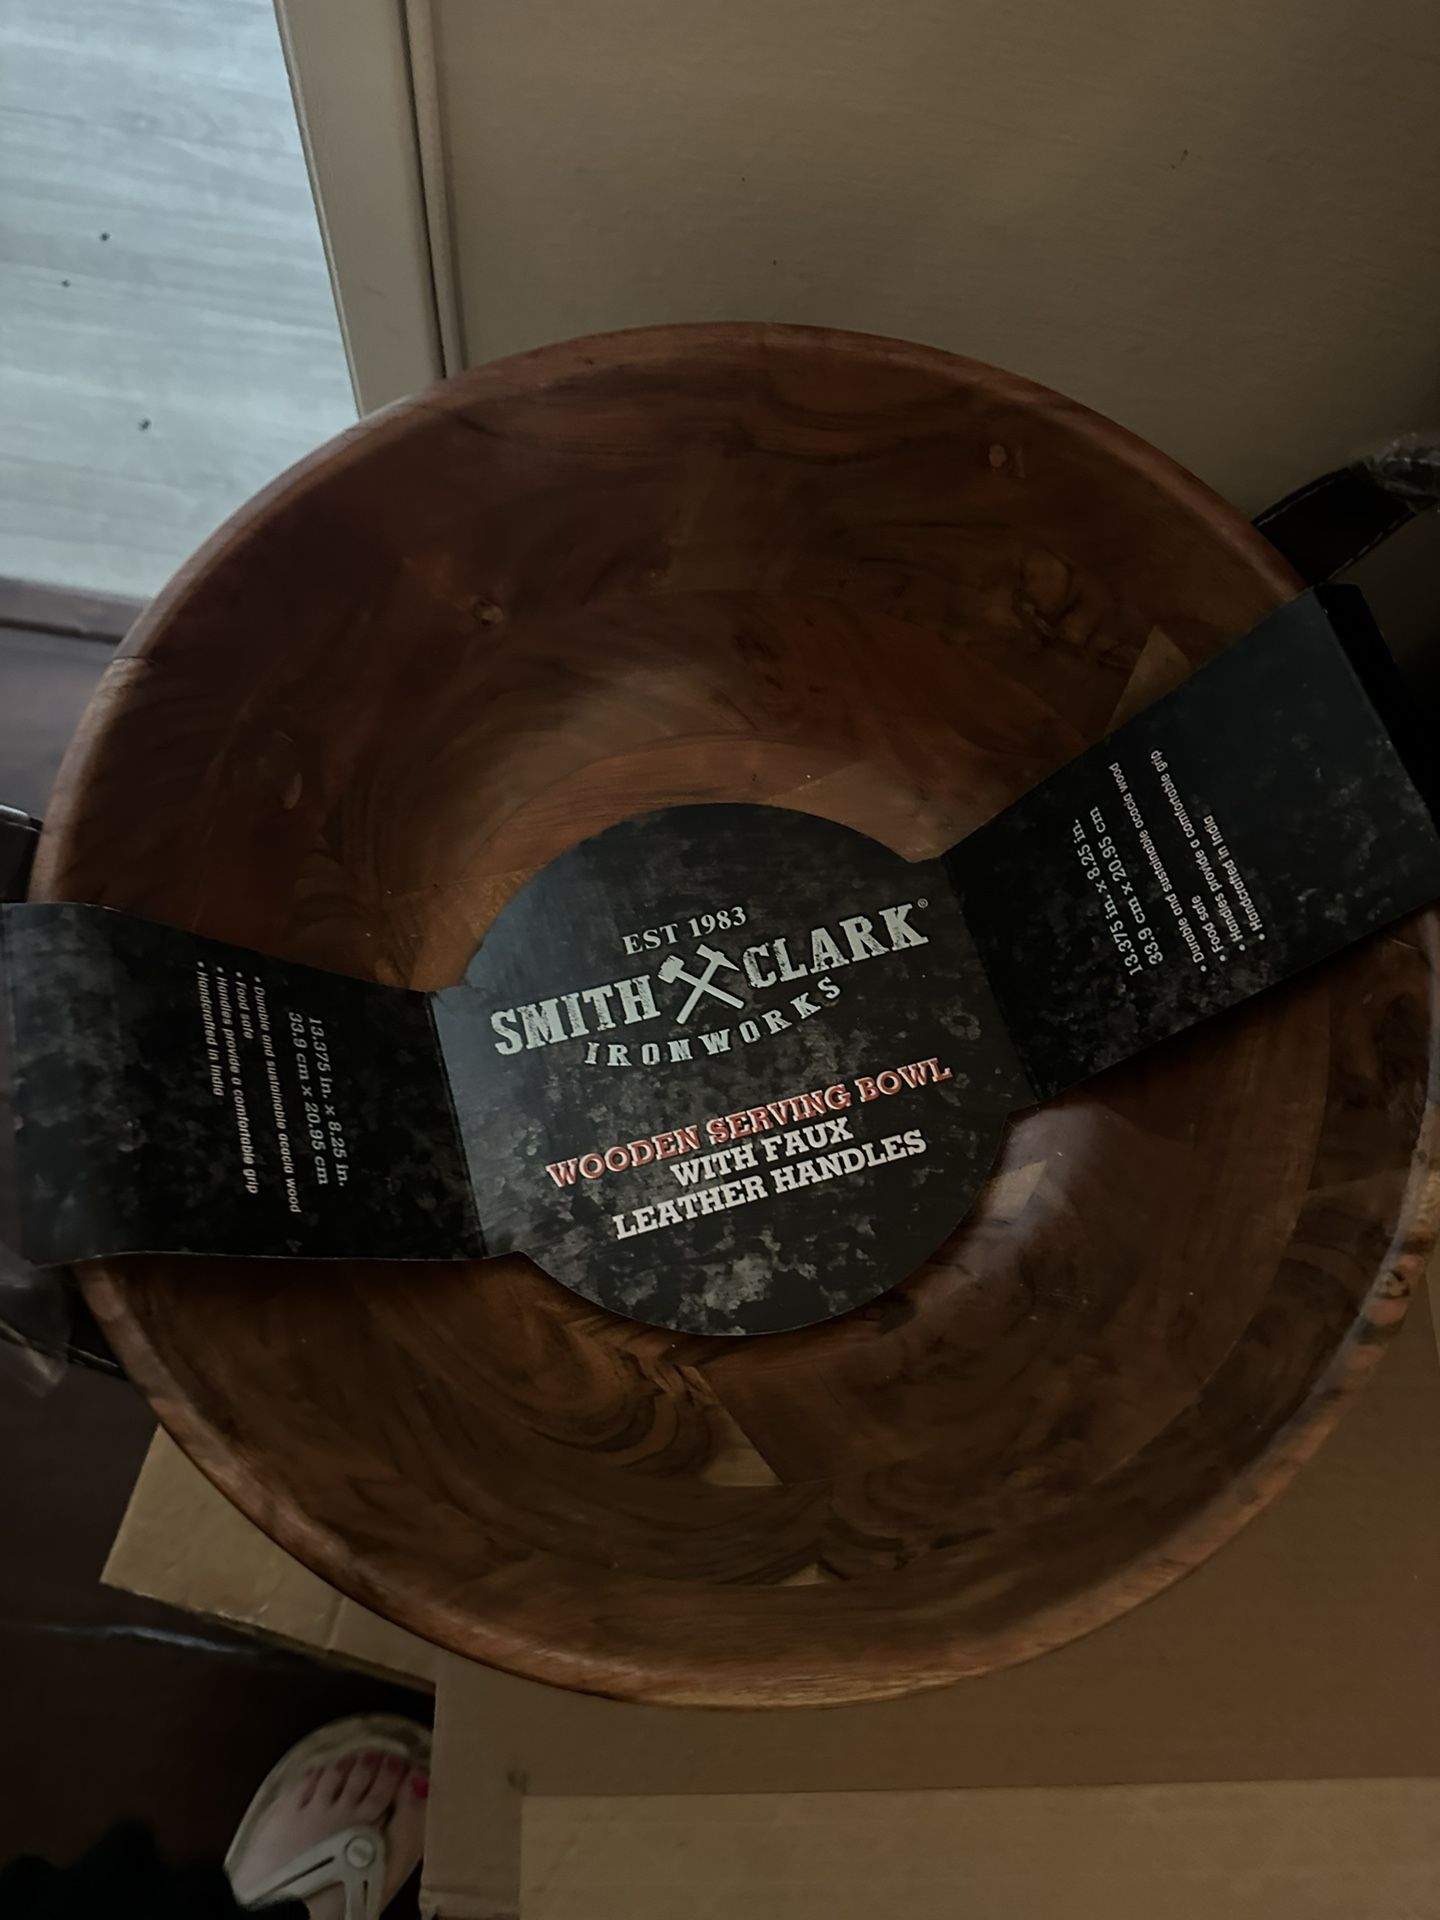 EST 1983
SMITH CLARK®
IRONWORKS
WOODEN SERVING BOWL
WITH FAUX
LEATHER HANDLES
13.375 in. x 8.25 in.
33.9 cm x 20.95 cm
• Durable and sustainable acacia wood
• Food safe
• Handles provide a comfortable grip
• Handcrafted in India
13.375 in. x 8.25 in.
33.9 cm x 20.95 cm
• Durable and sustainable acacia wood
• Food safe
• Handles provide a comfortable grip
• Handcrafted in India